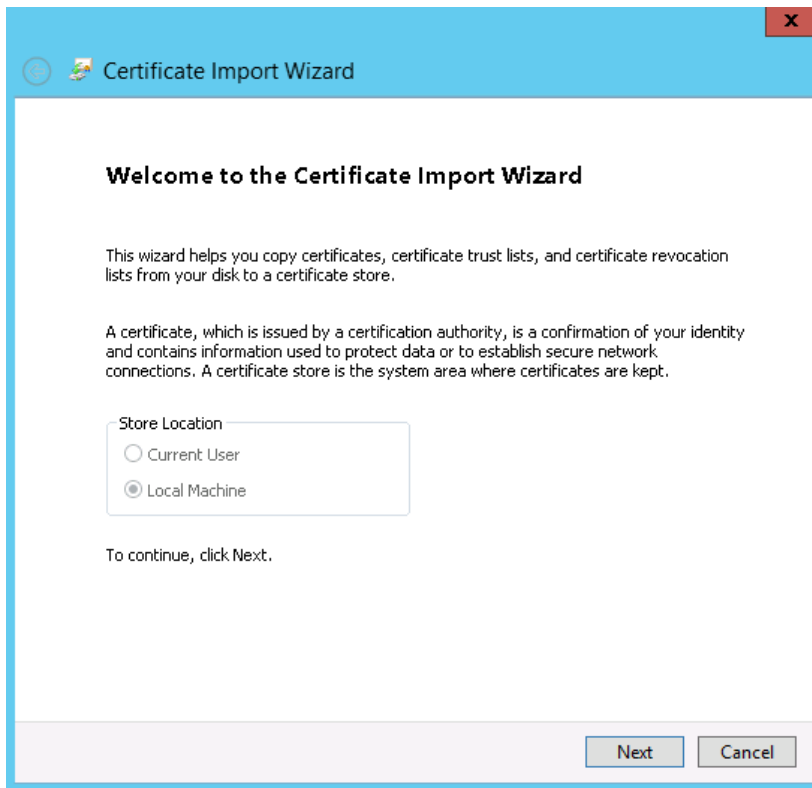 x
Certificate Import Wizard
Welcome to the Certificate Import Wizard
This wizard helps you copy certificates, certificate trust lists, and certificate revocation
lists from your disk to a certificate store.
A certificate, which is issued by a certification authority, is a confirmation of your identity
and contains information used to protect data or to establish secure network
connections. A certificate store is the system area where certificates are kept.
Store Location
Current User
Local Machine
To continue, click Next.
Next Cancel